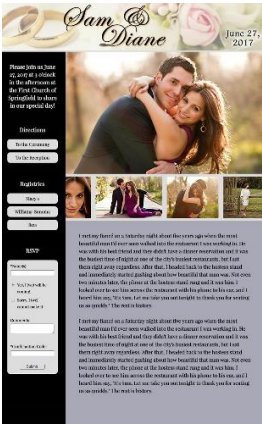 Sam &
Diane
June 27,
2017
Please join us June
27, 2017 at 3 o'clock
in the afternoon at
the First Church of
Springfield to share
in our special day!
Directions
To the Ceremony
To the Reception
Registries
Macy's
Williams Sonoma
RSVP
I met my fiancé on a Saturday night about five years ago when the most
beautiful man I'd ever seen walked into the restaurant I was working in. He
was with his best friend and they didn't have a dinner reservation and it was
the busiest time of night at one of the city's busiest restaurants, but I sat
them right away regardless. After that, I headed back to the hostess stand
and immediately started gushing about how beautiful that man was. Not even
two minutes later, the phone at the hostess stand rang and it was him. I
looked over to see him across the restaurant with his phone to his ear, and I
heard him say, "It's Sam. Let me take you out tonight to thank you for seating
us so quickly." The rest is history.
I met my fiancé on a Saturday night about five years ago when the most
beautiful man I'd ever seen walked into the restaurant I was working in. He
was with his best friend and they didn't have a dinner reservation and it was
the busiest time of night at one of the city's busiest restaurants, but I sat
them right away regardless. After that, I headed back to the hostess stand
and immediately started gushing about how beautiful that man was. Not even
two minutes later, the phone at the hostess stand rang and it was him. I
looked over to see him across the restaurant with his phone to his ear, and I
heard him say, "It's Sam. Let me take you out tonight to thank you for seating
us so quickly." The rest is history.